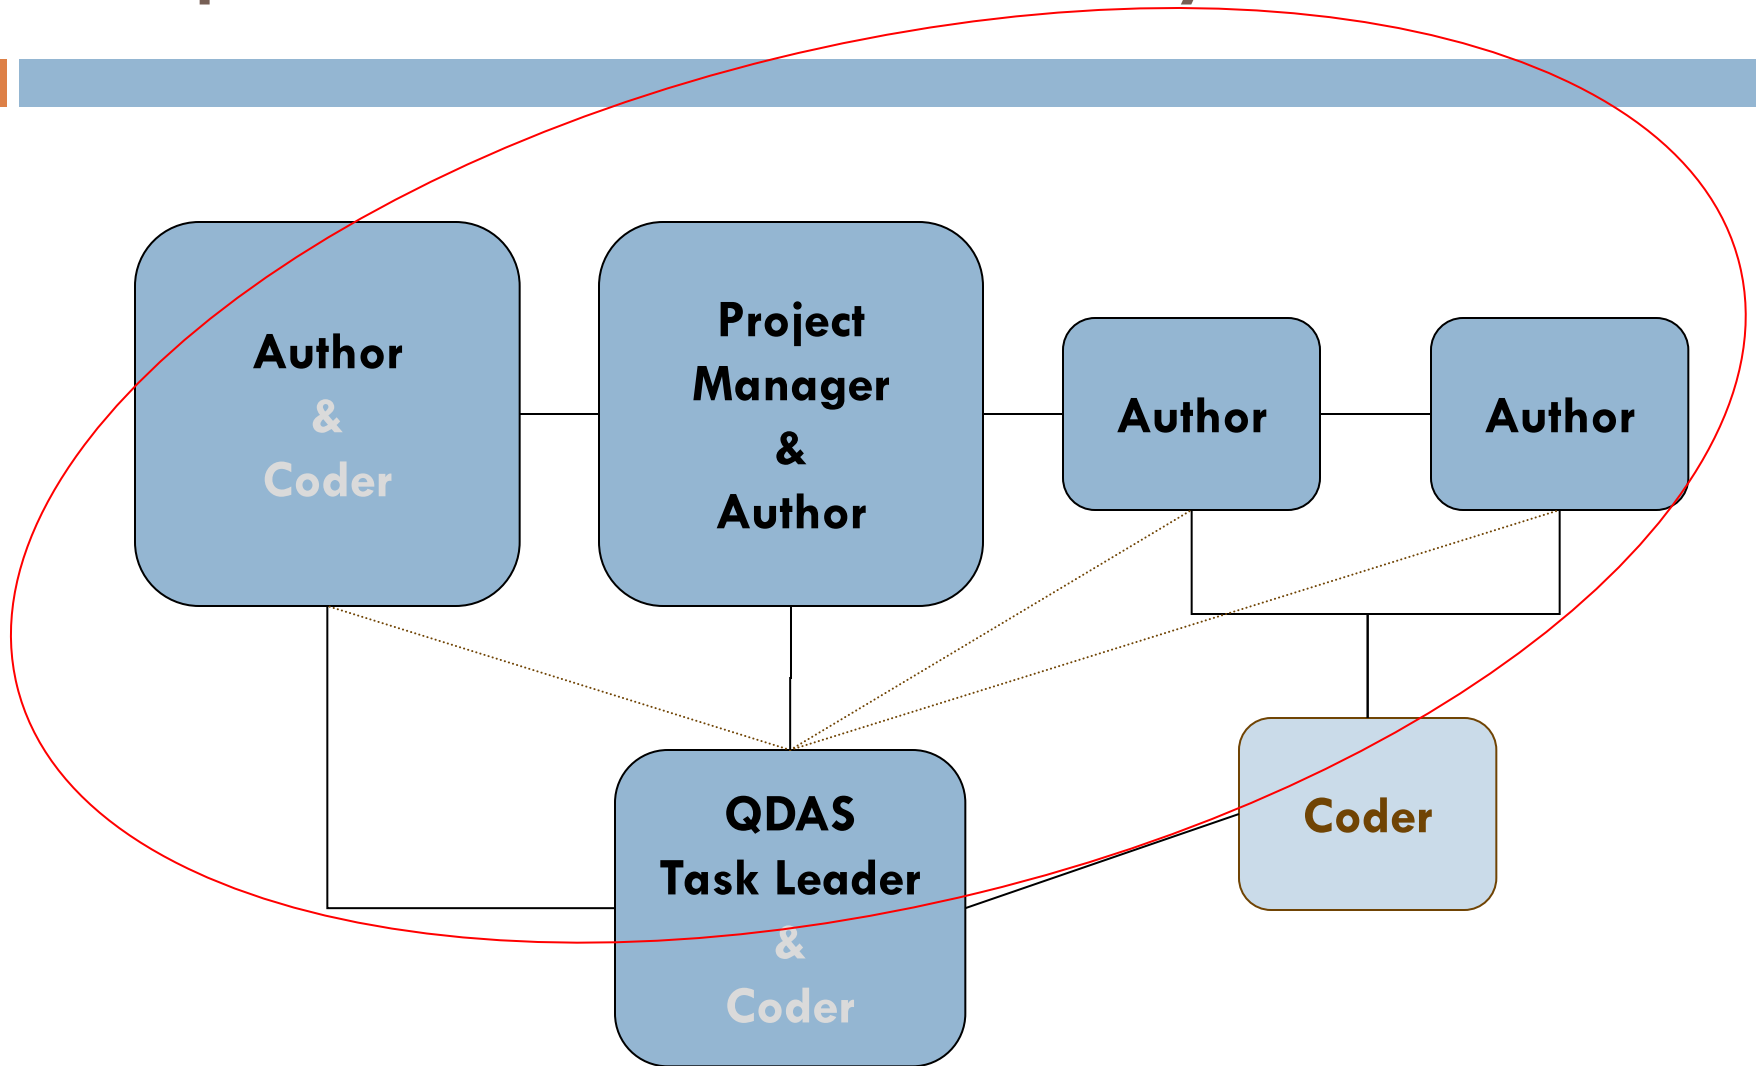 Author
&
Coder
Project
Manager
&
Author
Author
Author
QDAS
Task Leader
&
Coder
Coder